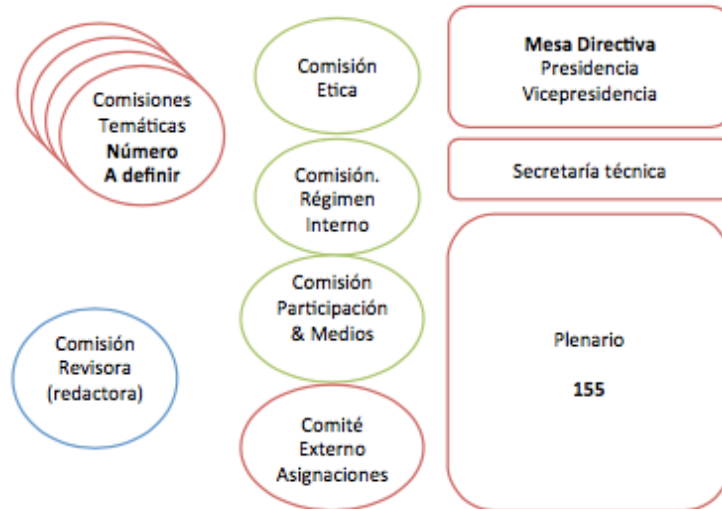 Comisiones
Temáticas
Número
A definir
Comisión
Revisora
(redactora)
Comisión
Etica
Comisión.
Régimen
Interno
Comisión
Participación
& Medios
Comité
Externo
Asignaciones
Mesa Directiva
Presidencia
Vicepresidencia
Secretaría técnica
Plenario
155